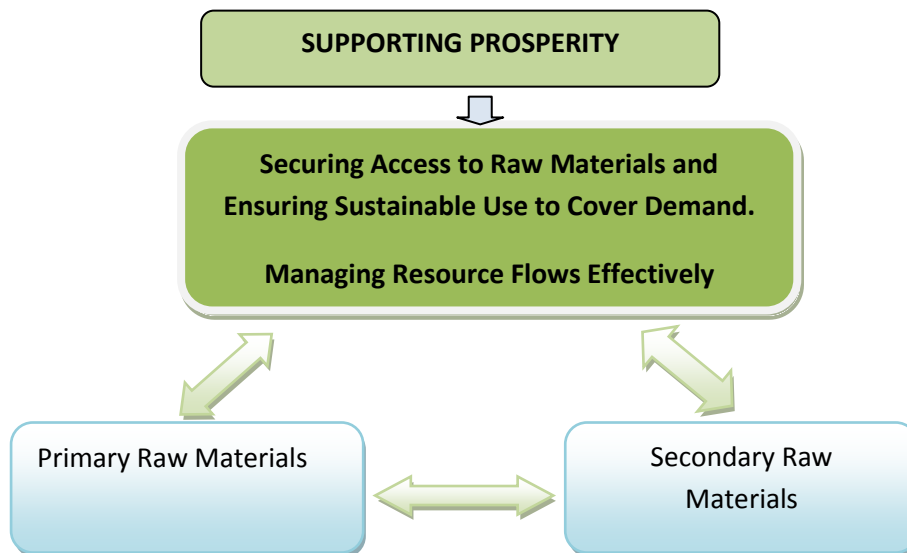 SUPPORTING PROSPERITY
Securing Access to Raw Materials and
Ensuring Sustainable Use to Cover Demand.
Managing Resource Flows Effectively
Primary Raw Materials
Secondary Raw
Materials